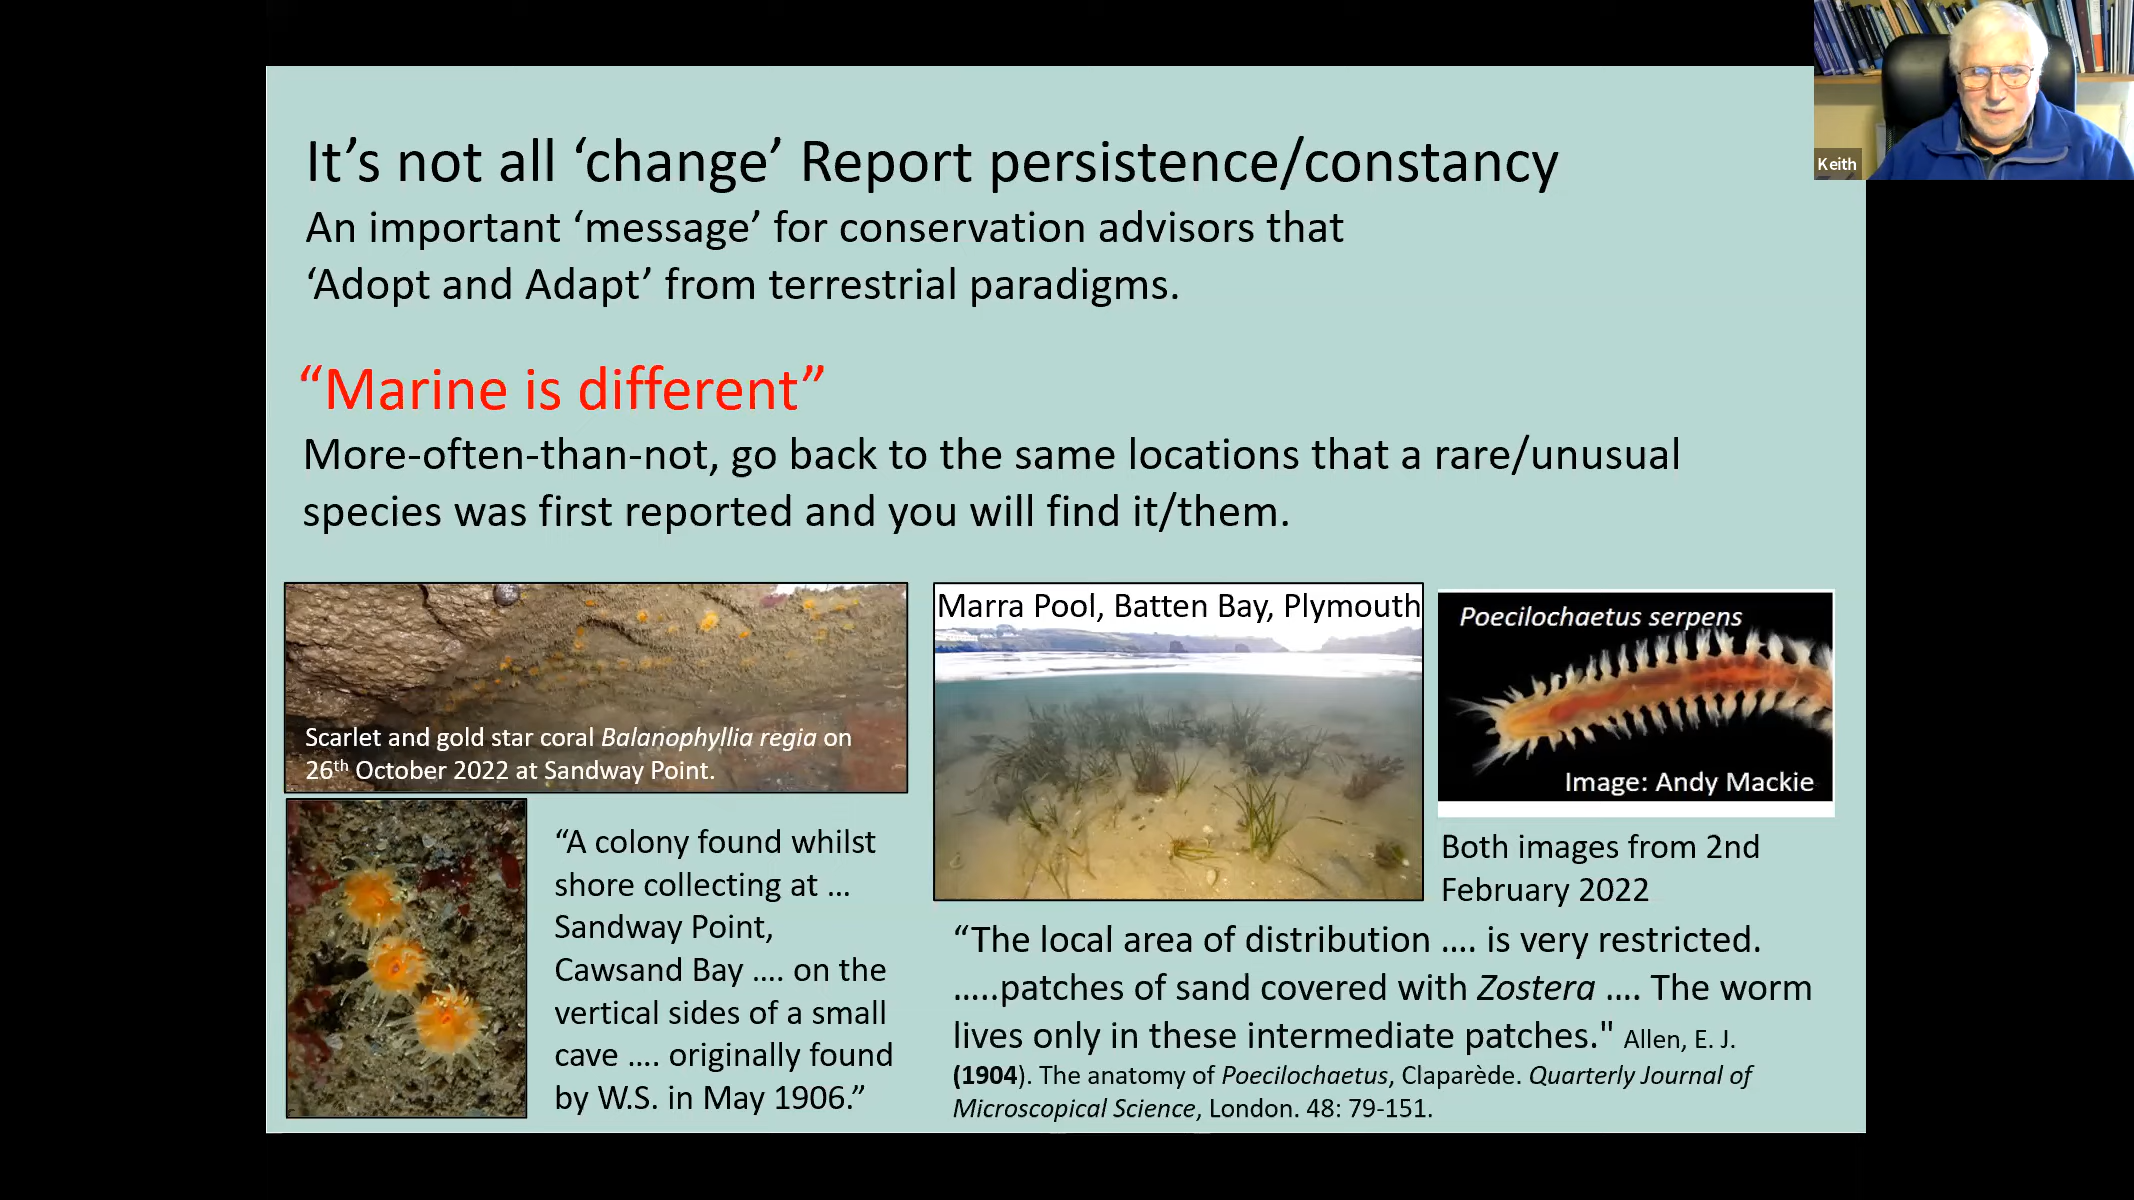 It’s not all ‘change’ Report persistence/constancy
An important ‘message’ for conservation advisors that
‘Adopt and Adapt’ from terrestrial paradigms.
“Marine is different”
More-often-than-not, go back to the same locations that a rare/unusual
species was first reported and you will find it/them.
Scarlet and gold star coral Balanophyllia regia on
26th October 2022 at Sandway Point.
“A colony found whilst
shore collecting at ...
Sandway Point,
Cawsand Bay .... on the
vertical sides of a small
cave .... originally found
by W.S. in May 1906.”
Marra Pool, Batten Bay, Plymouth
Poecilochaetus serpens
Image: Andy Mackie
Both images from 2nd
February 2022
“The local area of distribution .... is very restricted.
.....patches of sand covered with Zostera .... The worm
lives only in these intermediate patches." Allen, E. J.
(1904). The anatomy of Poecilochaetus, Claparède. Quarterly Journal of
Microscopical Science, London. 48: 79-151.
Keith